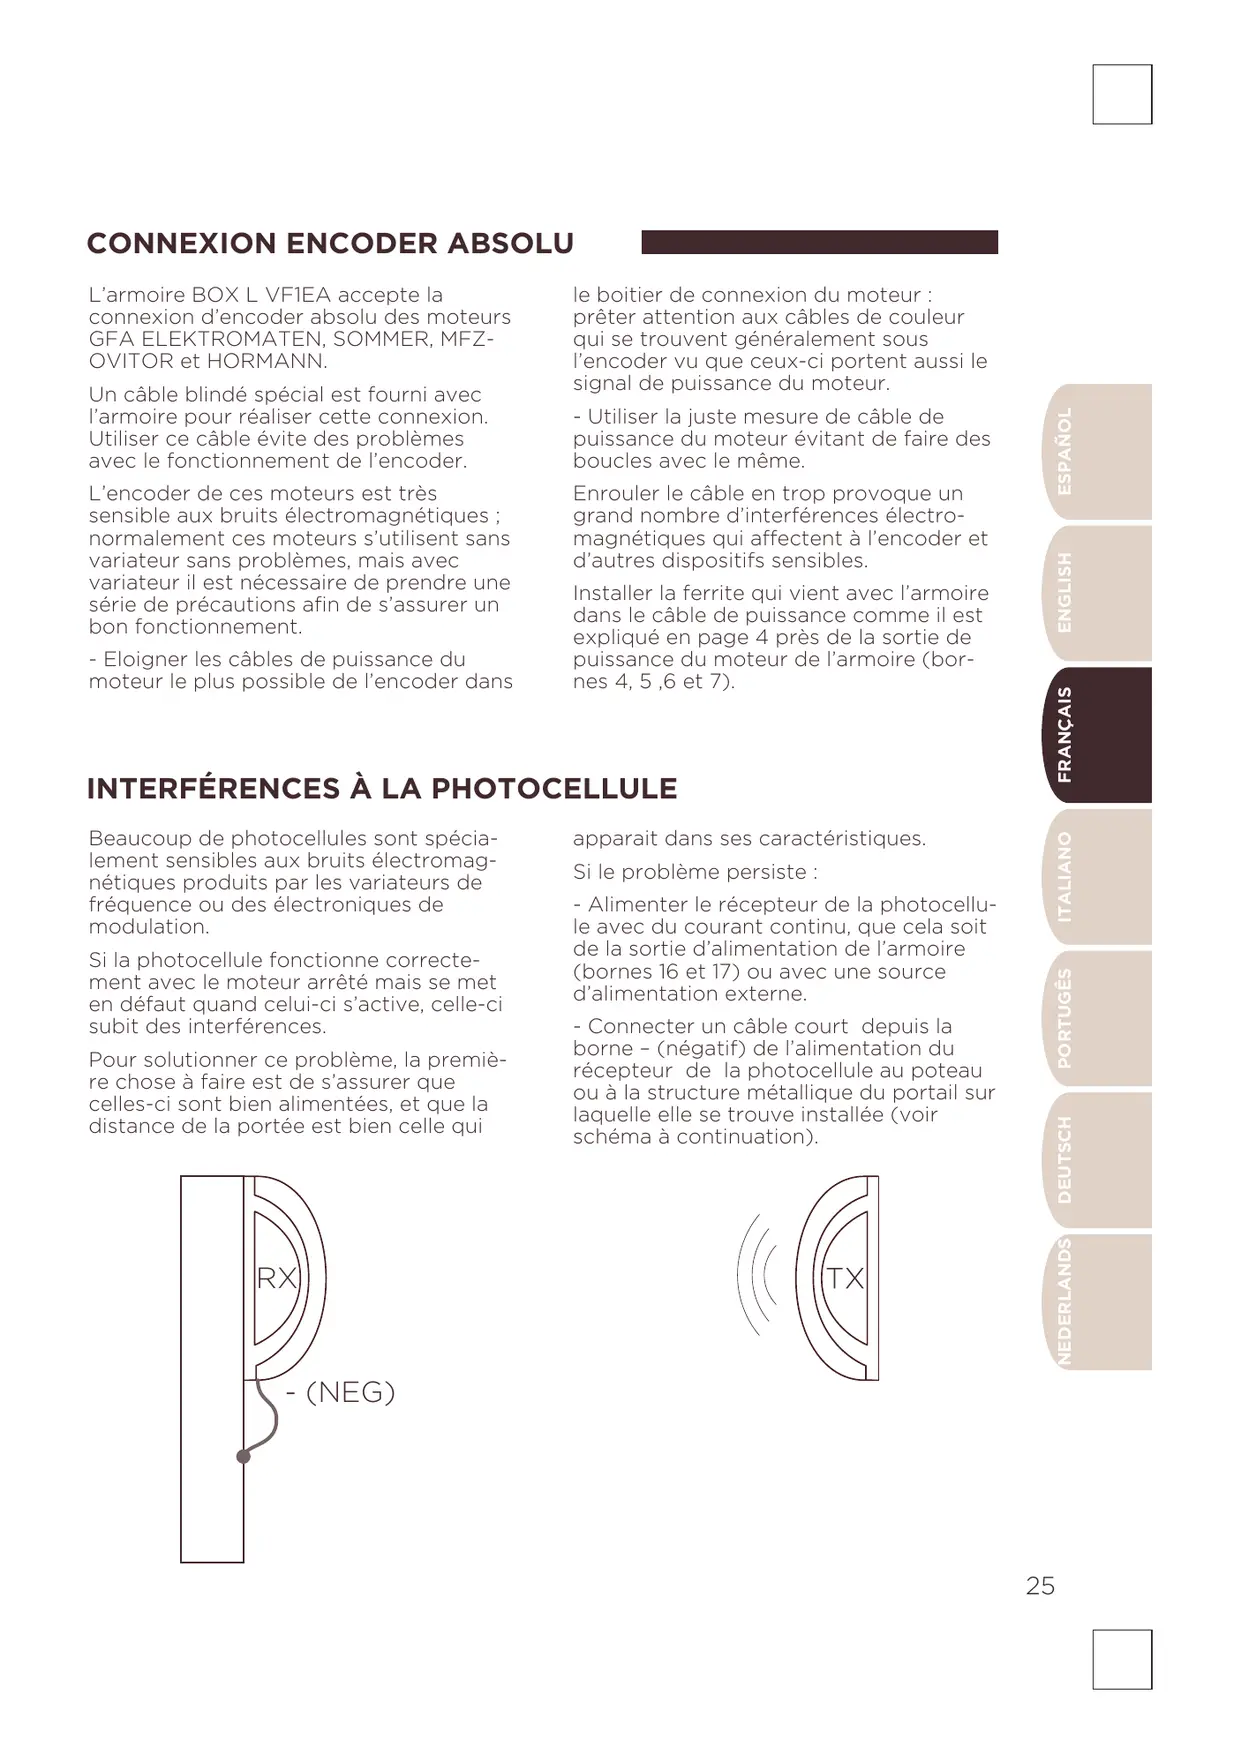 CONNEXION ENCODER ABSOLU
L’armoire BOX L VF1EA accepte la
connexion d’encoder absolu des moteurs
GFA ELEKTROMATEN, SOMMER, MFZ-
OVITOR et HORMANN.
Un câble blindé spécial est fourni avec
l’armoire pour réaliser cette connexion.
Utiliser ce câble évite des problèmes
avec le fonctionnement de l’encoder.
L’encoder de ces moteurs est très
sensible aux bruits électromagnétiques ;
normalement ces moteurs s’utilisent sans
variateur sans problèmes, mais avec
variateur il est nécessaire de prendre une
série de précautions afin de s’assurer un
bon fonctionnement.
- Eloigner les câbles de puissance du
moteur le plus possible de l’encoder dans
le boitier de connexion du moteur :
prêter attention aux câbles de couleur
qui se trouvent généralement sous
l’encoder vu que ceux-ci portent aussi le
signal de puissance du moteur.
- Utiliser la juste mesure de câble de
puissance du moteur évitant de faire des
boucles avec le même.
Enrouler le câble en trop provoque un
grand nombre d’interférences électro-
magnétiques qui affectent à l’encoder et
d’autres dispositifs sensibles.
Installer la ferrite qui vient avec l’armoire
dans le câble de puissance comme il est
expliqué en page 4 près de la sortie de
puissance du moteur de l’armoire (bor-
nes 4, 5 ,6 et 7).
INTERFÉRENCES À LA PHOTOCELLULE
Beaucoup de photocellules sont spécia-
lement sensibles aux bruits électromag-
nétiques produits par les variateurs de
fréquence ou des électroniques de
modulation.
Si la photocellule fonctionne correcte-
ment avec le moteur arrêté mais se met
en défaut quand celui-ci s’active, celle-ci
subit des interférences.
Pour solutionner ce problème, la premiè-
re chose à faire est de s’assurer que
celles-ci sont bien alimentées, et que la
distance de la portée est bien celle qui
apparait dans ses caractéristiques.
Si le problème persiste :
- Alimenter le récepteur de la photocellu-
le avec du courant continu, que cela soit
de la sortie d’alimentation de l’armoire
(bornes 16 et 17) ou avec une source
d’alimentation externe.
- Connecter un câble court  depuis la
borne – (négatif) de l’alimentation du
récepteur  de  la photocellule au poteau
ou à la structure métallique du portail sur
laquelle elle se trouve installée (voir
schéma à continuation).
RX
TX
- (NEG)
ESPAÑOL
ENGLISH
FRANÇAIS
ITALIANO
PORTUGÊS
DEUTSCH
NEDERLANDS
25